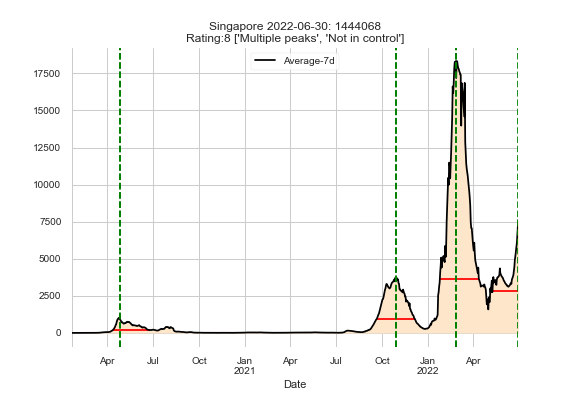 Singapore 2022-06-30: 1444068
Rating:8 ['Multiple peaks', 'Not in control']
Average-7d
17500
15000
12500
10000
7500
5000
2500
0
Apr Jul Oct Jan Apr Jul Oct Jan Apr
2021 2022
Date